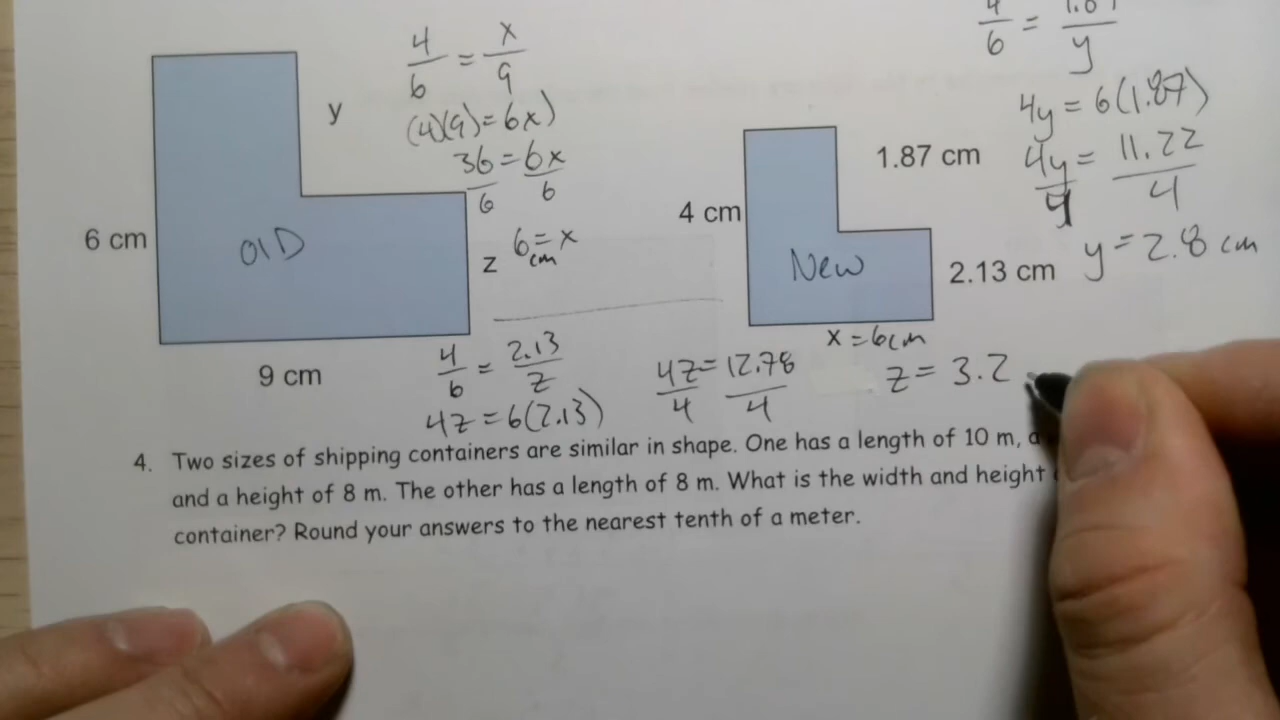 4/6 = x/9
(4)(9) = 6x)
36/6 = 6x/6
6 = x
cm
y
6 cm
OLD
z
9 cm
4/6 = 2.13/z
4z = 6(2.13)
4z/4 = 12.78/4
4 cm
New
1.87 cm
2.13 cm
x = 6cm
z = 3.2
4/6 = 1.87/y
4y = 6(1.87)
4y/4 = 11.22/4
y = 2.8 cm
4. Two sizes of shipping containers are similar in shape. One has a length of 10 m,
and a height of 8 m. The other has a length of 8 m. What is the width and height
container? Round your answers to the nearest tenth of a meter.